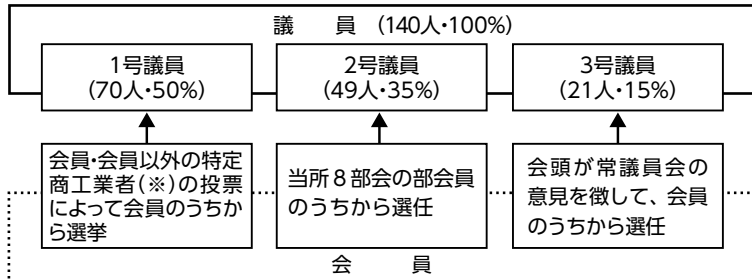 議　員 (140人・100%)
1号議員
(70人・50%)
2号議員
(49人・35%)
3号議員
(21人・15%)
会員・会員以外の特定
商工業者(※)の投票
によって会員のうちか
ら選挙
当所８部会の部会員
のうちから選任
会頭が常議員会の
意見を徴して、会員
のうちから選任
会　員